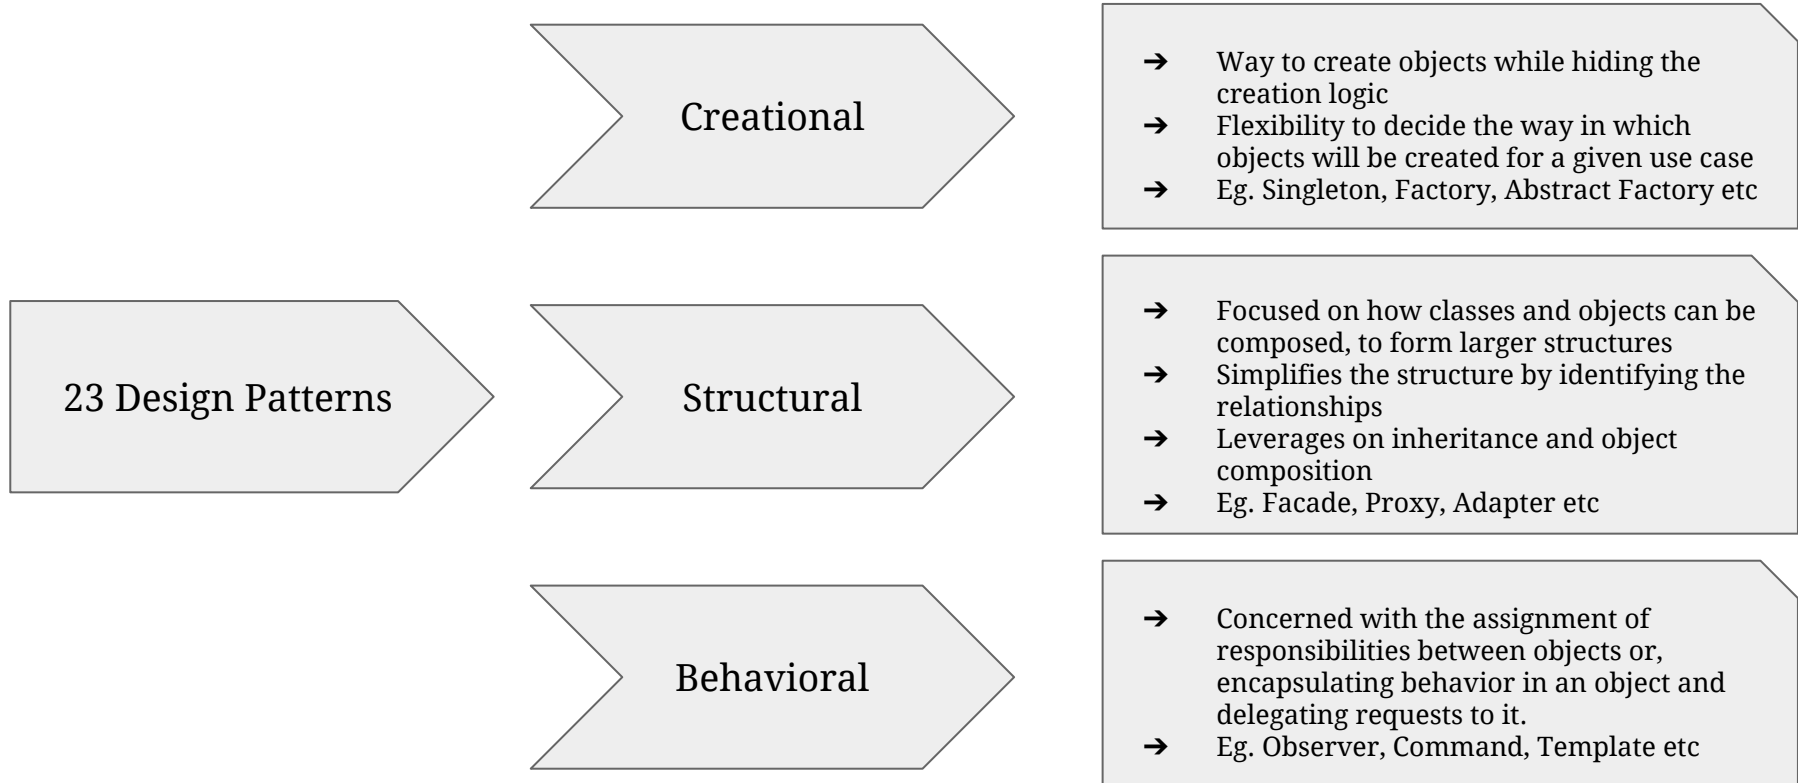 Creational
➔ Way to create objects while hiding the
creation logic
➔ Flexibility to decide the way in which
objects will be created for a given use case
➔ Eg. Singleton, Factory, Abstract Factory etc
23 Design Patterns
Structural
➔ Focused on how classes and objects can be
composed, to form larger structures
➔ Simplifies the structure by identifying the
relationships
➔ Leverages on inheritance and object
composition
➔ Eg. Facade, Proxy, Adapter etc
Behavioral
➔ Concerned with the assignment of
responsibilities between objects or,
encapsulating behavior in an object and
delegating requests to it.
➔ Eg. Observer, Command, Template etc